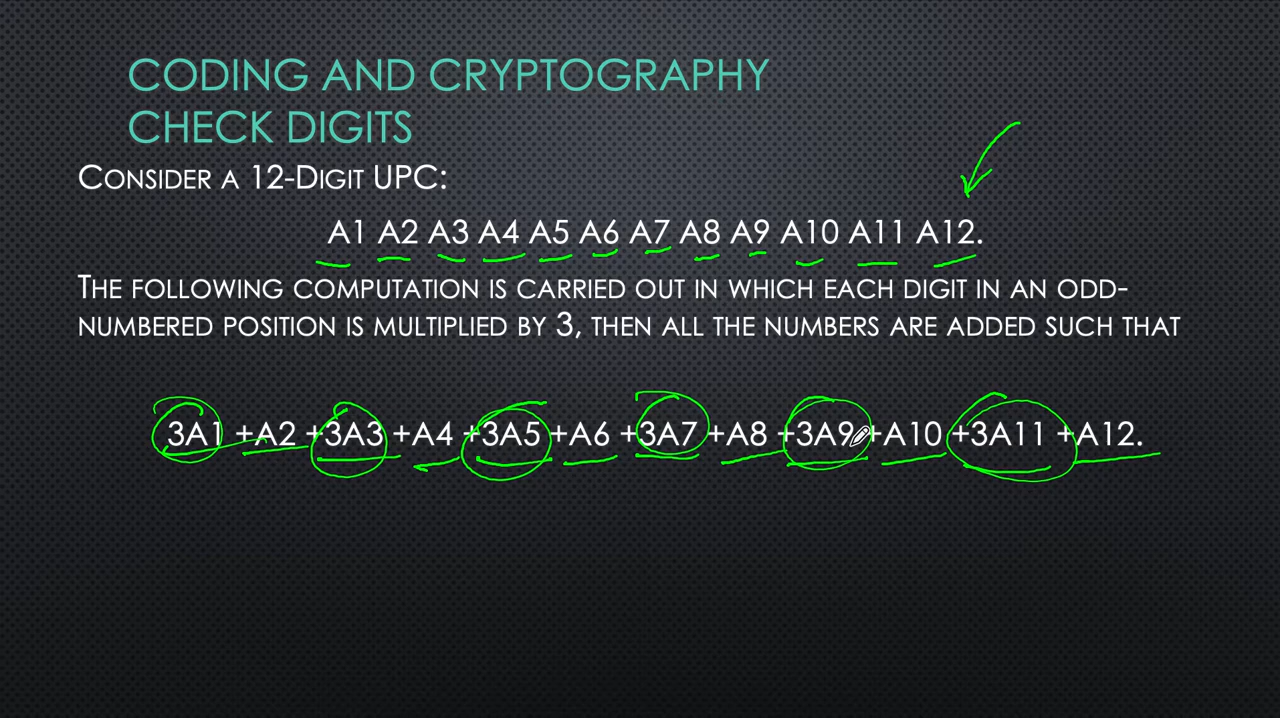 CODING AND CRYPTOGRAPHY
CHECK DIGITS
CONSIDER A 12-DIGIT UPC:
A1 A2 A3 A4 A5 A6 A7 A8 A9 A10 A11 A12.
THE FOLLOWING COMPUTATION IS CARRIED OUT IN WHICH EACH DIGIT IN AN ODD-
NUMBERED POSITION IS MULTIPLIED BY 3, THEN ALL THE NUMBERS ARE ADDED SUCH THAT
3A1 +A2 +3A3 +A4 +3A5 +A6 +3A7 +A8 +3A9 +A10 +3A11 +A12.